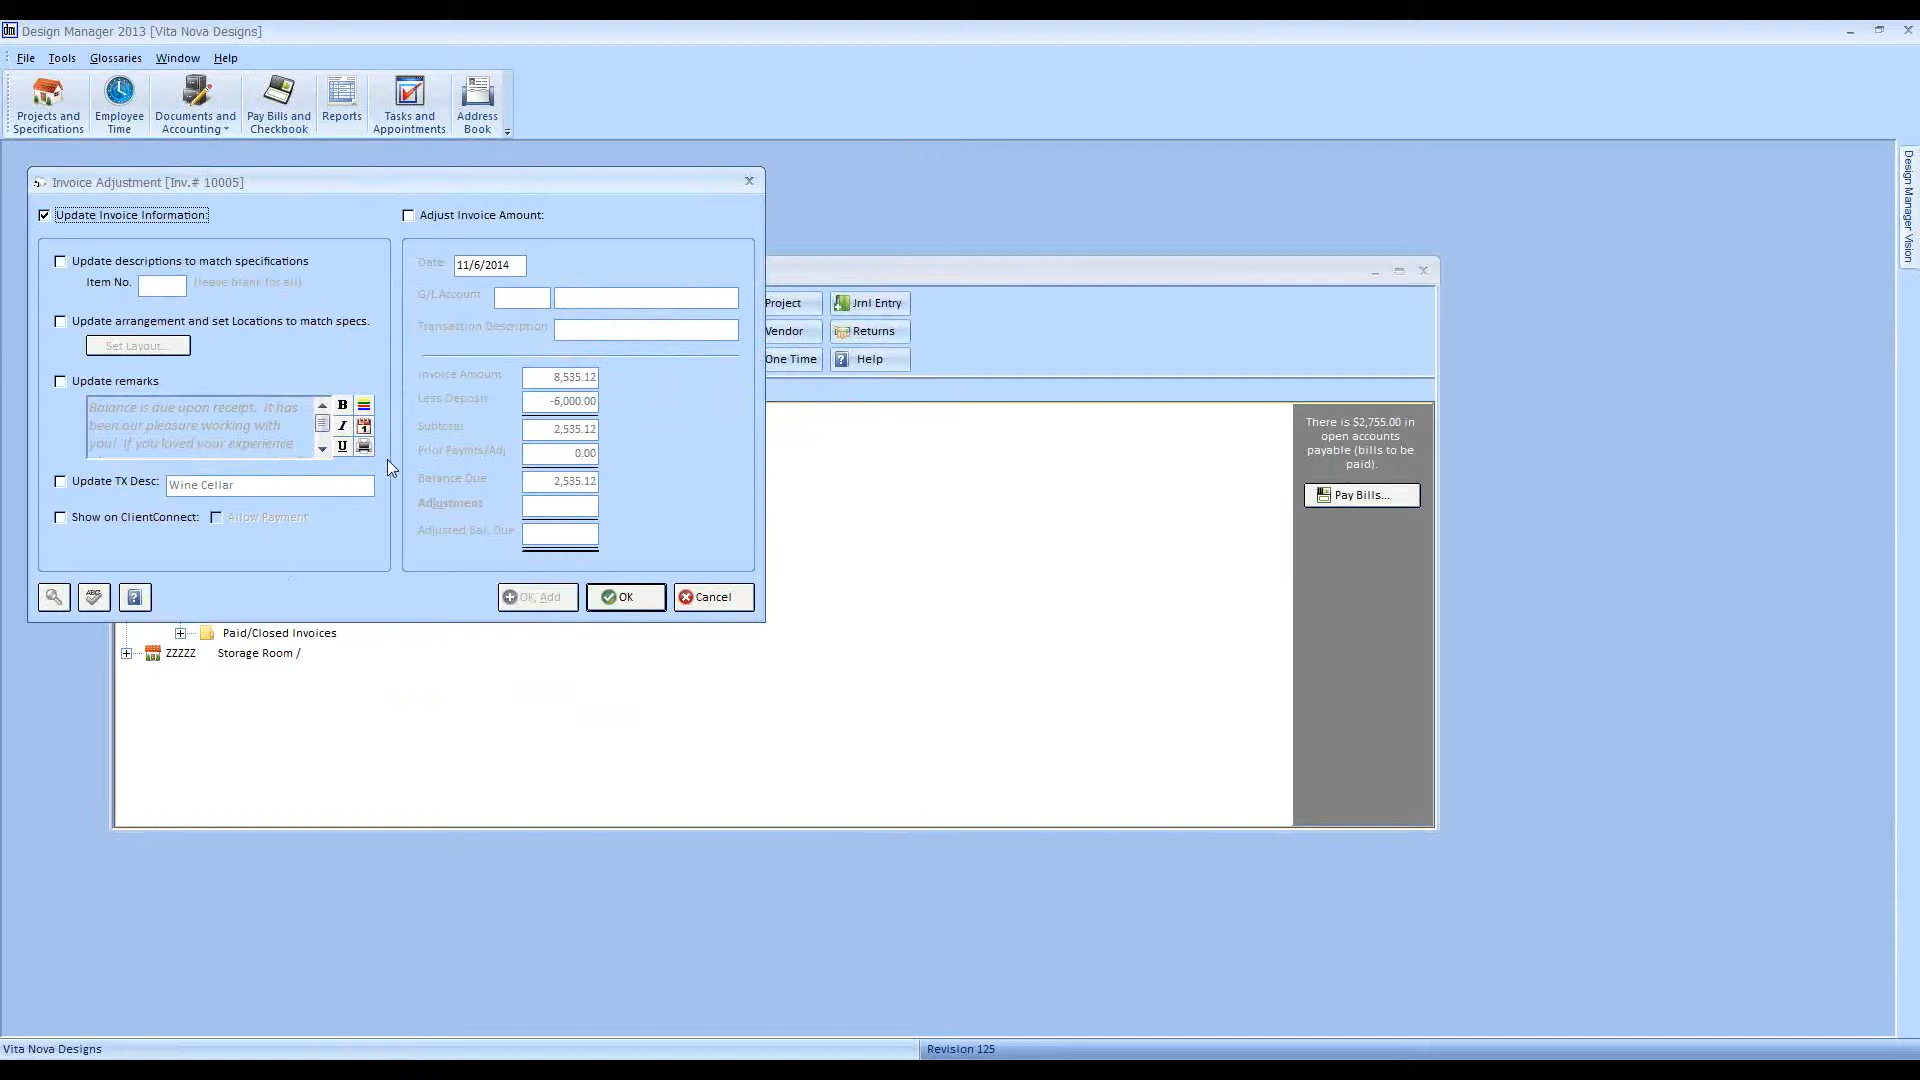 dm Design Manager 2013 [Vita Nova Designs]
File Tools Glossaries Window Help
Projects and Specifications
Employee Time
Documents and Accounting
Pay Bills and Checkbook
Reports
Tasks and Appointments
Address Book
Design Manager Vision
Invoice Adjustment [Inv.# 10005]
Update Invoice Information:
Update descriptions to match specifications
Item No. (leave blank for all)
Update arrangement and set Locations to match specs.
Set Layout...
Update remarks
Balance is due upon receipt. It has
been our pleasure working with
you! If you loved your experience
B
I
U
1
Update TX Desc: Wine Cellar
Show on ClientConnect: Allow Payment
Adjust Invoice Amount:
Date 11/6/2014
G/L Account
Transaction Description
Invoice Amount 8,535.12
Less Deposit -6,000.00
Subtotal 2,535.12
Prior Paymts/Adj 0.00
Balance Due 2,535.12
Adjustment
Adjusted Bal. Due
ABC
?
OK, Add
OK
Cancel
Project
Jrnl Entry
Vendor
Returns
One Time
? Help
There is $2,755.00 in
open accounts
payable (bills to be
paid).
Pay Bills...
Paid/Closed Invoices
ZZZZZ Storage Room /
Vita Nova Designs
Revision 125